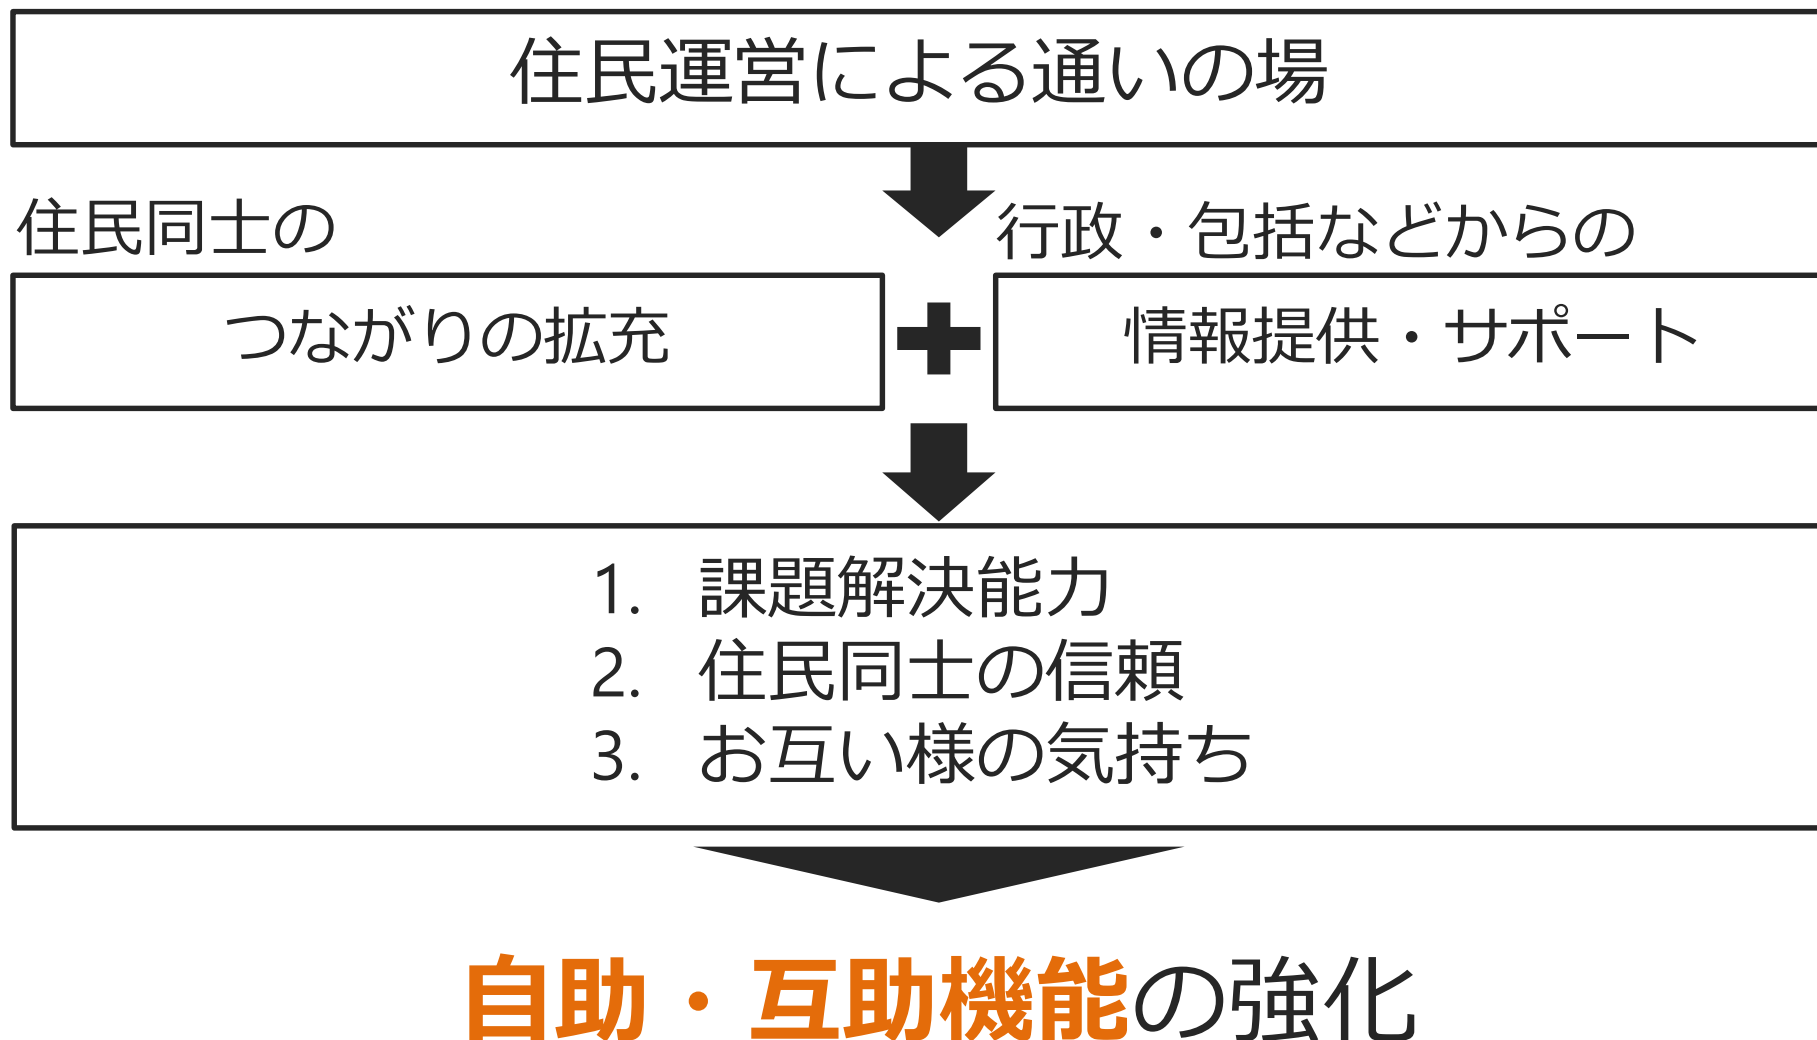 住民運営による通いの場
住民同士の
行政・包括などからの
つながりの拡充
情報提供・サポート
1. 課題解決能力
2. 住民同士の信頼
3. お互い様の気持ち
自助・互助機能の強化